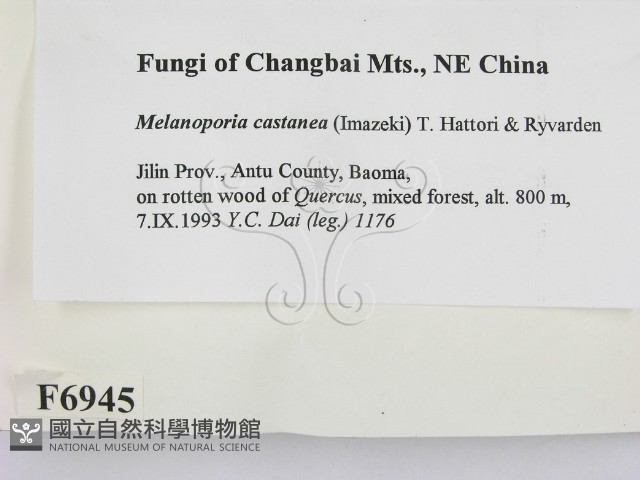 Fungi of Changbai Mts., NE China
Melanoporia castanea (Imazeki) T. Hattori & Ryvarden
Jilin Prov., Antu County, Baoma,
on rotten wood of Quercus, mixed forest, alt. 800 m,
7.IX.1993 Y.C. Dai (leg.) 1176
F6945
國立自然科學博物館
NATIONAL MUSEUM OF NATURAL SCIENCE